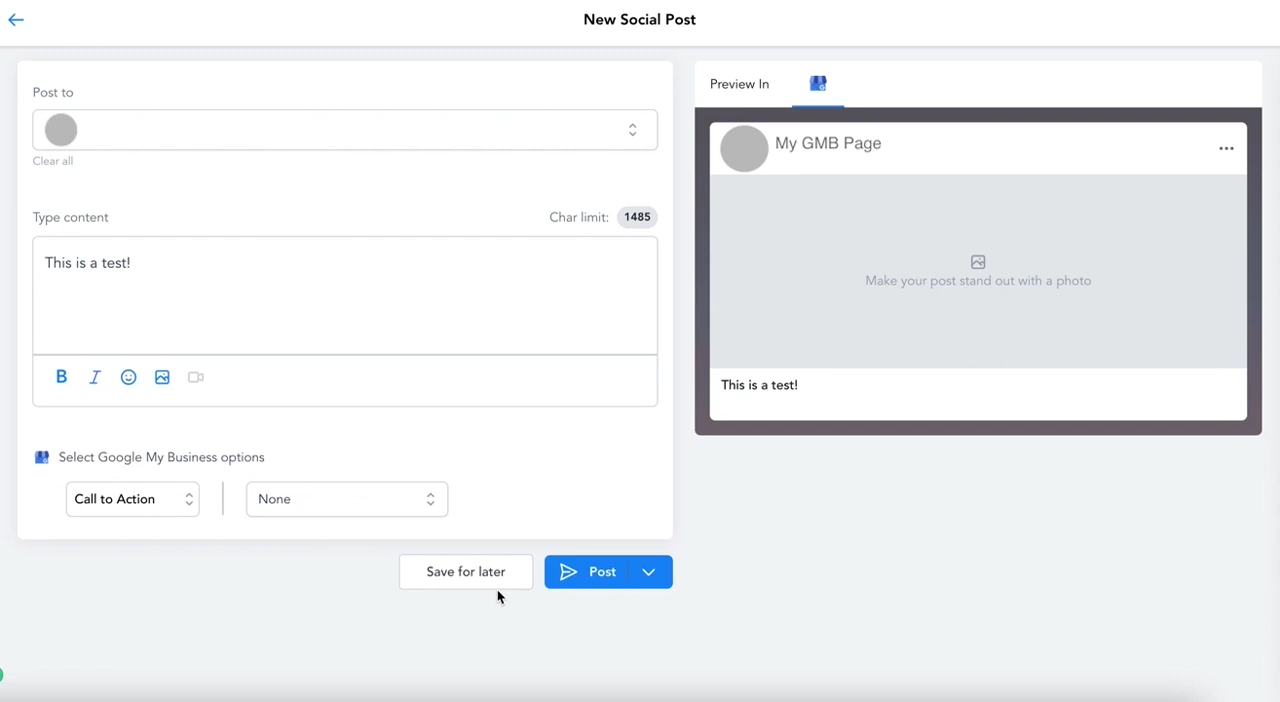 New Social Post
Post to
Clear all
Type content
Char limit: 1485
This is a test!
B I
Select Google My Business options
Call to Action
None
Save for later
Post
Preview In
My GMB Page
Make your post stand out with a photo
This is a test!